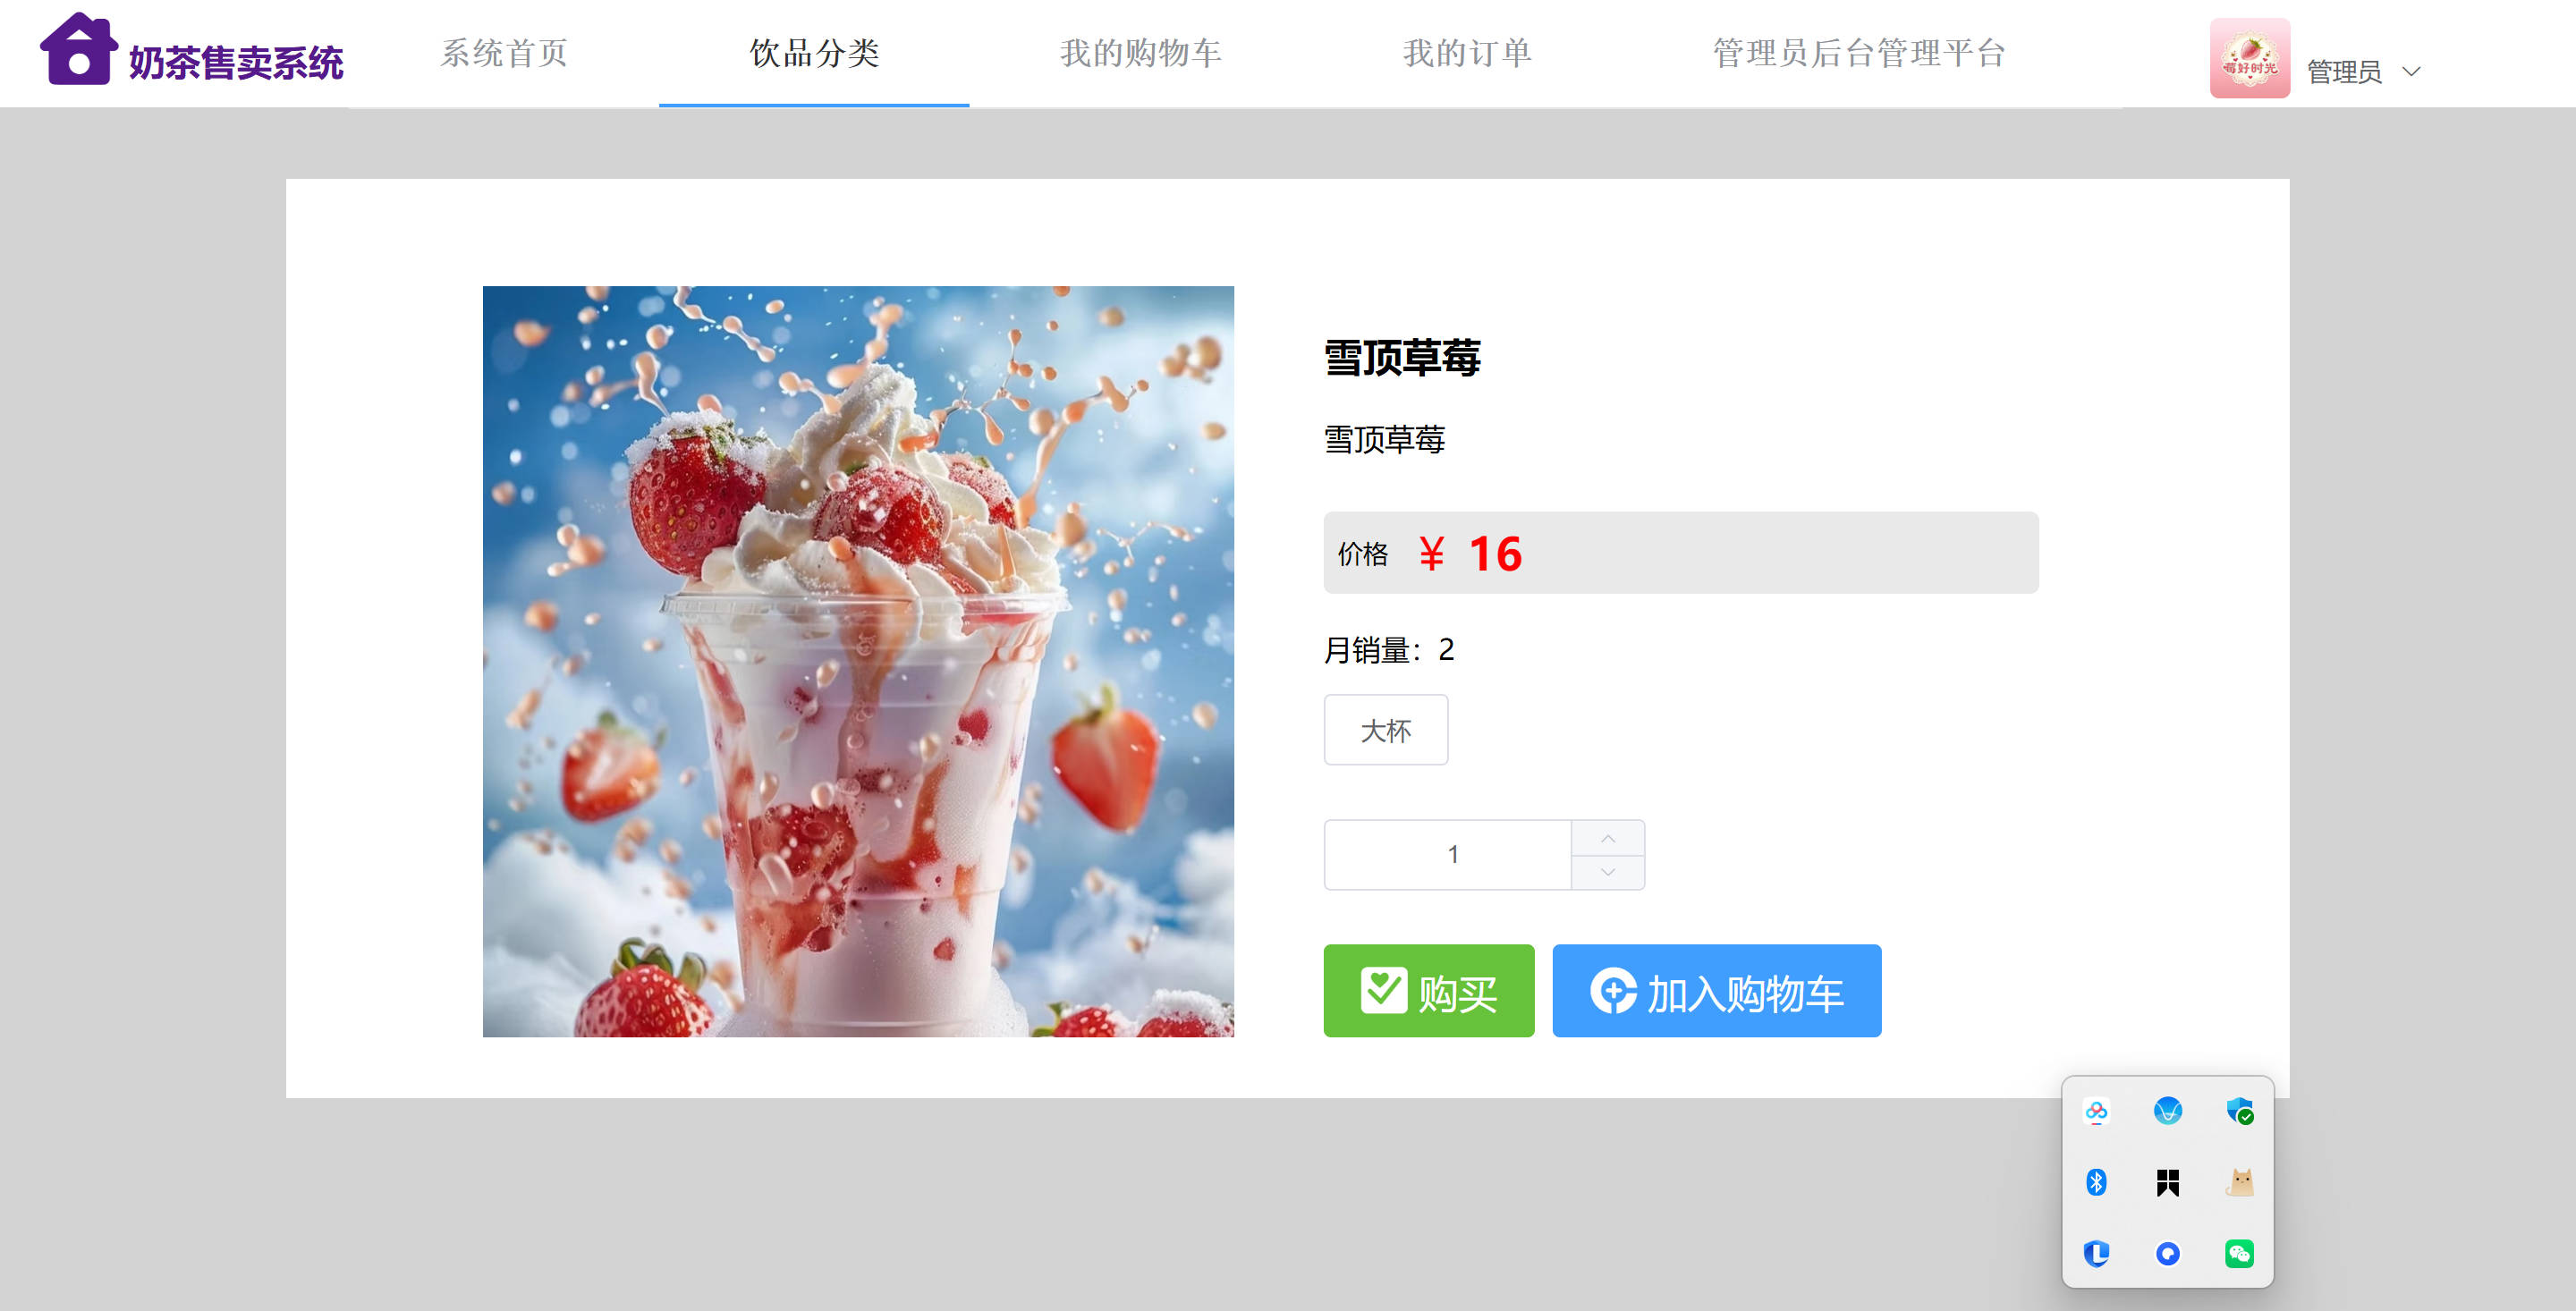 奶茶售卖系统
系统首页
饮品分类
我的购物车
我的订单
管理员后台管理平台
莓好时光
管理员
雪顶草莓
雪顶草莓
价格 ¥ 16
月销量：2
大杯
1
购买
加入购物车